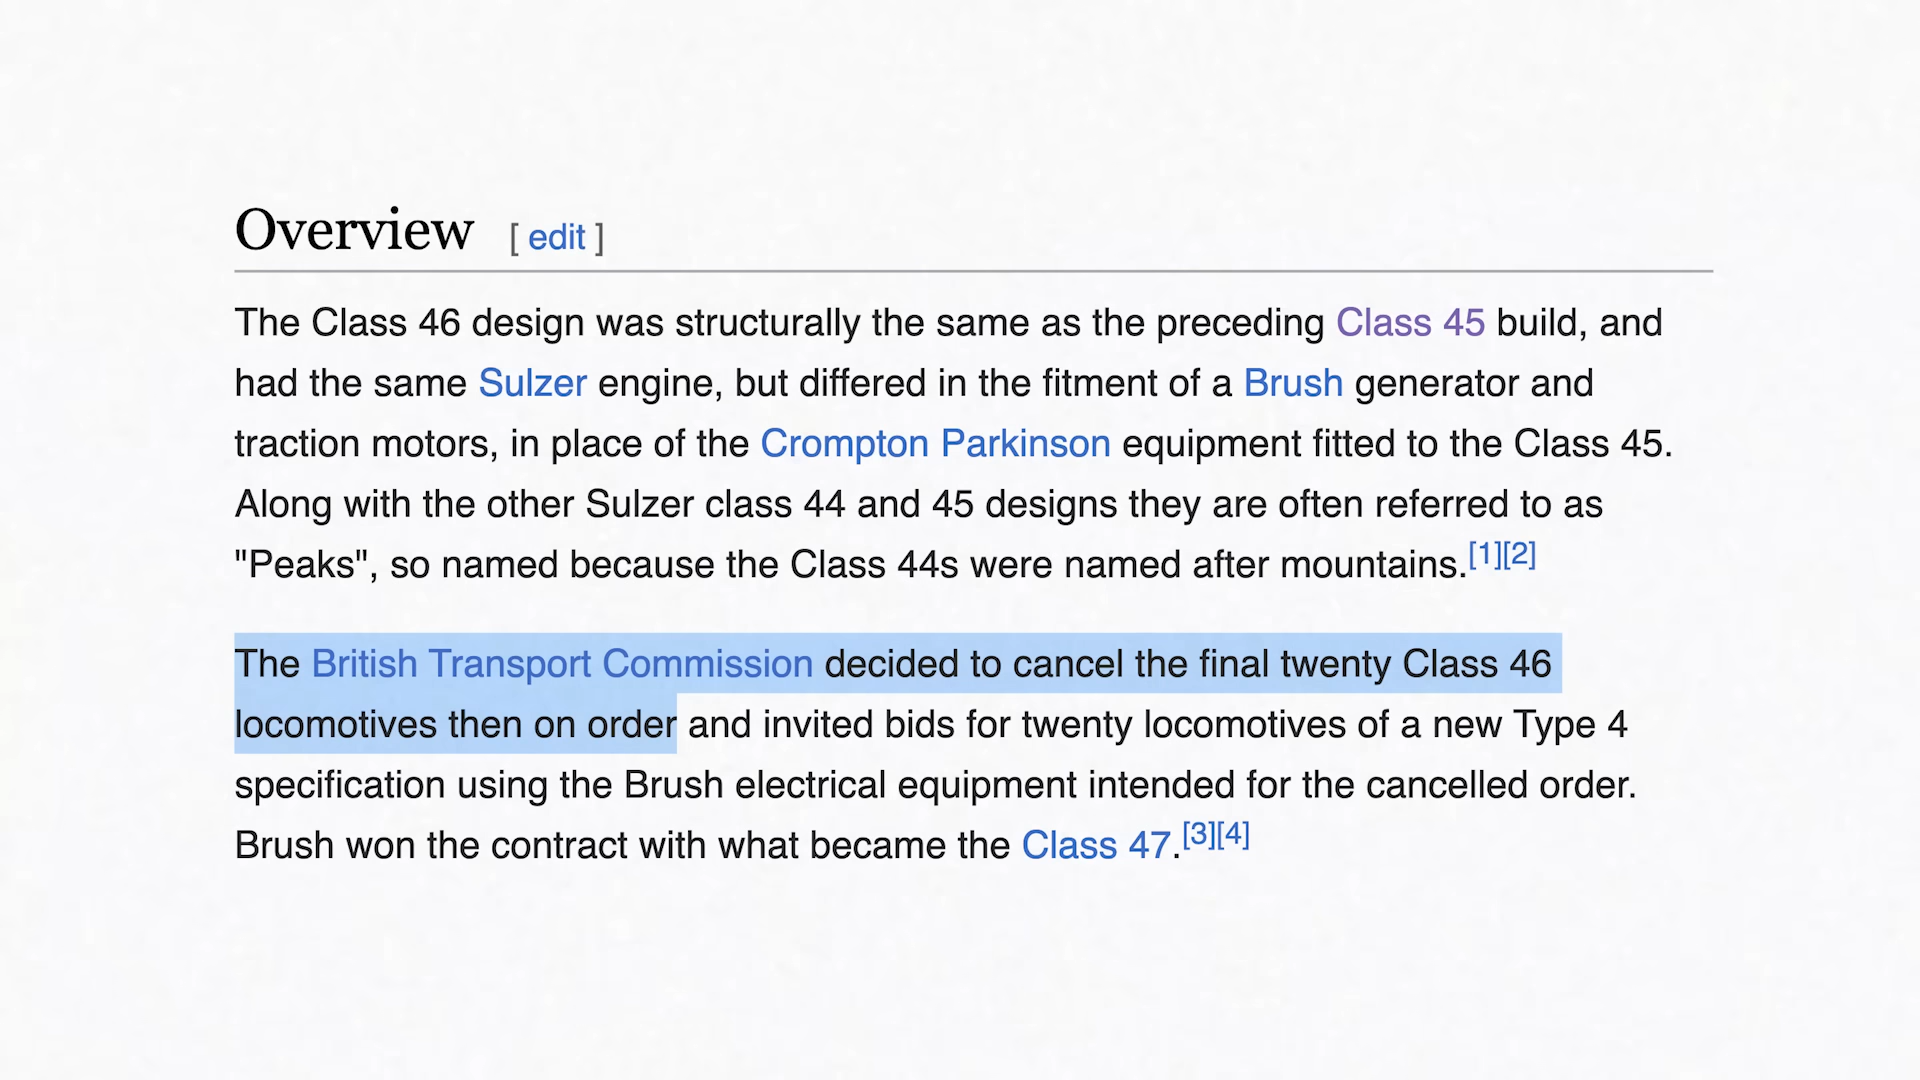 Overview [ edit ]
The Class 46 design was structurally the same as the preceding Class 45 build, and
had the same Sulzer engine, but differed in the fitment of a Brush generator and
traction motors, in place of the Crompton Parkinson equipment fitted to the Class 45.
Along with the other Sulzer class 44 and 45 designs they are often referred to as
"Peaks", so named because the Class 44s were named after mountains.[1][2]
The British Transport Commission decided to cancel the final twenty Class 46
locomotives then on order and invited bids for twenty locomotives of a new Type 4
specification using the Brush electrical equipment intended for the cancelled order.
Brush won the contract with what became the Class 47.[3][4]